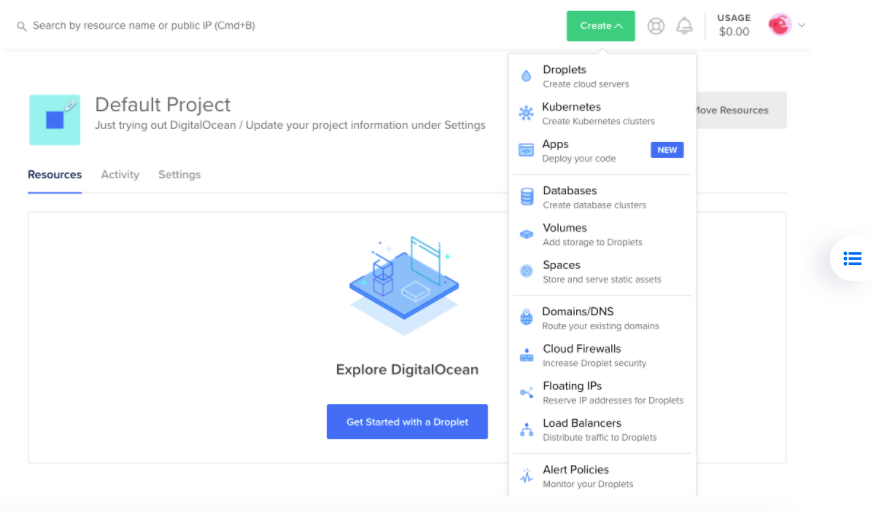 Search by resource name or public IP (Cmd+B)
Create
USAGE
$0.00
Default Project
Just trying out DigitalOcean / Update your project information under Settings
Move Resources
Resources
Activity
Settings
Explore DigitalOcean
Get Started with a Droplet
Droplets
Create cloud servers
Kubernetes
Create Kubernetes clusters
Apps
Deploy your code
NEW
Databases
Create database clusters
Volumes
Add storage to Droplets
Spaces
Store and serve static assets
Domains/DNS
Route your existing domains
Cloud Firewalls
Increase Droplet security
Floating IPs
Reserve IP addresses for Droplets
Load Balancers
Distribute traffic to Droplets
Alert Policies
Monitor your Droplets